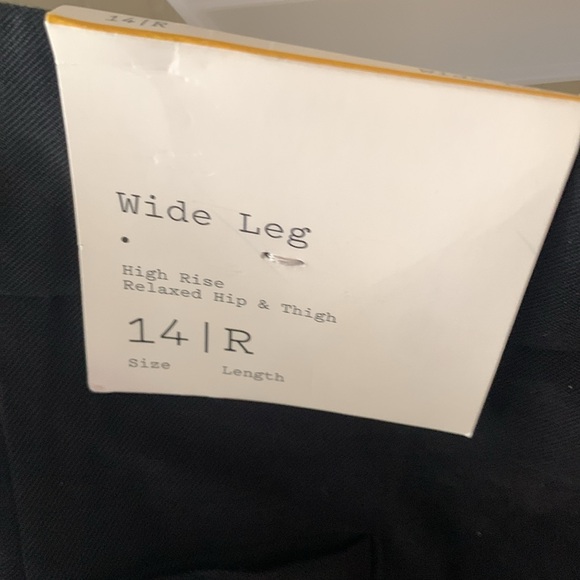 14|R
Wide Leg
High Rise
Relaxed Hip & Thigh
14|R
Size Length